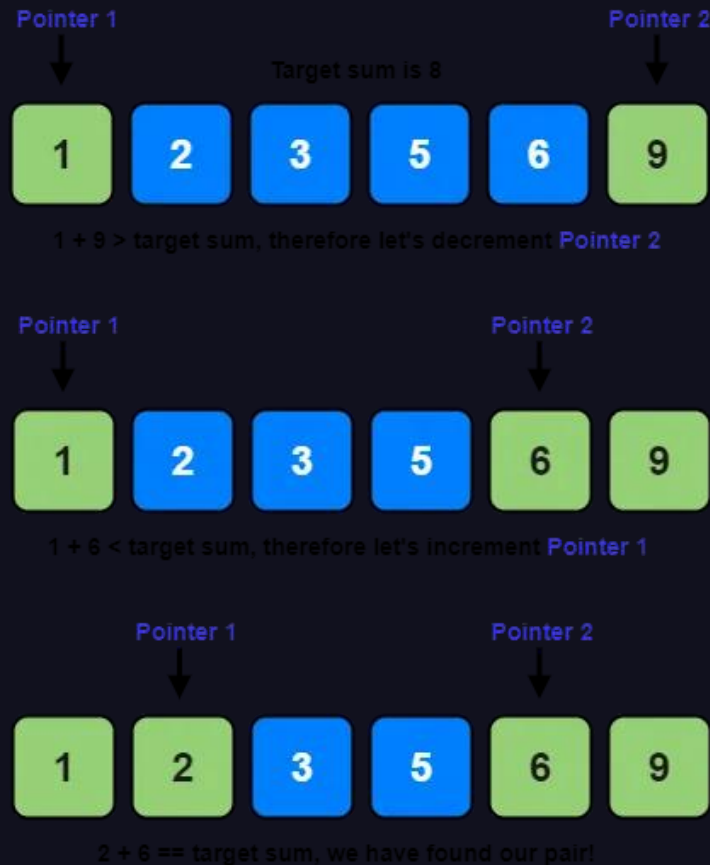 Pointer 1 Pointer 2
Target sum is 8
1 2 3 5 6 9
1 + 9 > target sum, therefore let's decrement Pointer 2
Pointer 1 Pointer 2
1 2 3 5 6 9
1 + 6 < target sum, therefore let's increment Pointer 1
Pointer 1 Pointer 2
1 2 3 5 6 9
2 + 6 == target sum, we have found our pair!